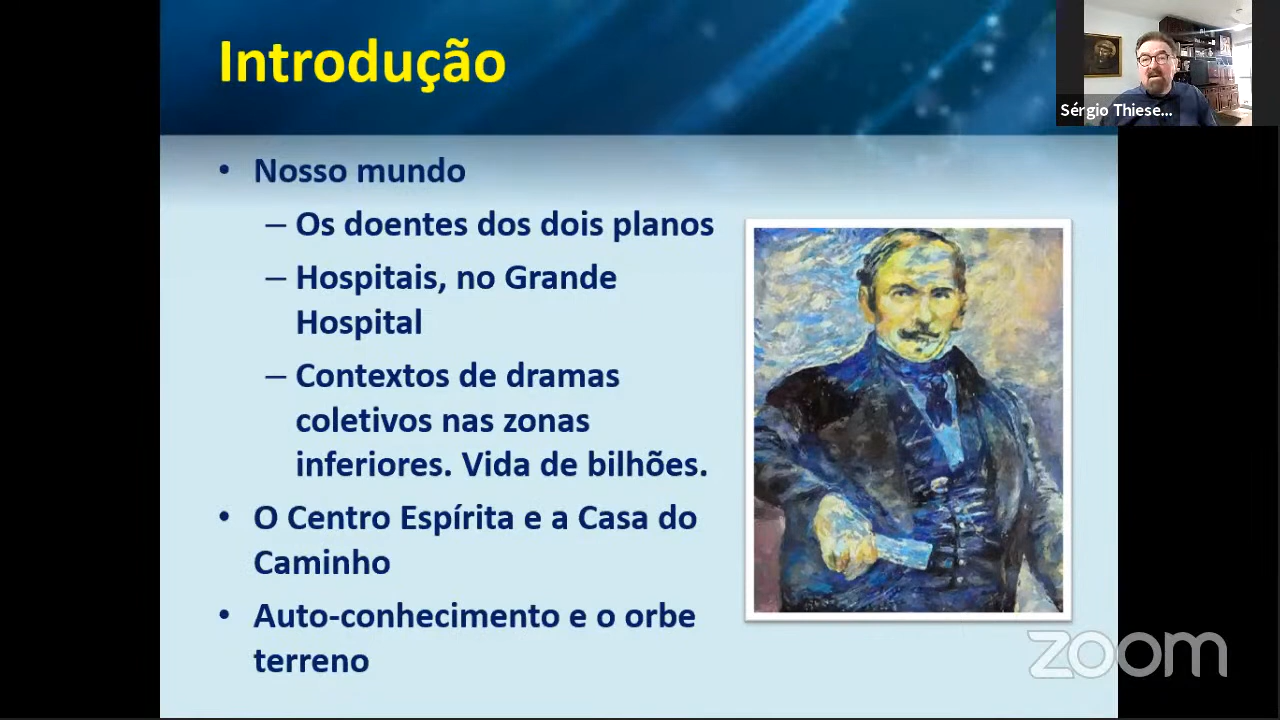 Introdução
Sérgio Thiese...
• Nosso mundo
– Os doentes dos dois planos
– Hospitais, no Grande
Hospital
– Contextos de dramas
coletivos nas zonas
inferiores. Vida de bilhões.
• O Centro Espírita e a Casa do
Caminho
• Auto-conhecimento e o orbe
terreno
zoom